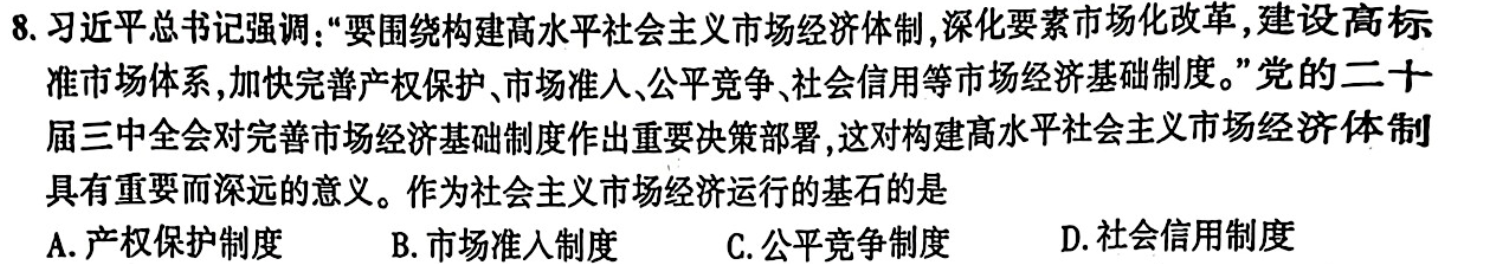 8. 习近平总书记强调:“要围绕构建高水平社会主义市场经济体制,深化要素市场化改革,建设高标
准市场体系,加快完善产权保护、市场准入、公平竞争、社会信用等市场经济基础制度。”党的二十
届三中全会对完善市场经济基础制度作出重要决策部署,这对构建高水平社会主义市场经济体制
具有重要而深远的意义。作为社会主义市场经济运行的基石的是
A. 产权保护制度 B. 市场准入制度 C. 公平竞争制度 D. 社会信用制度